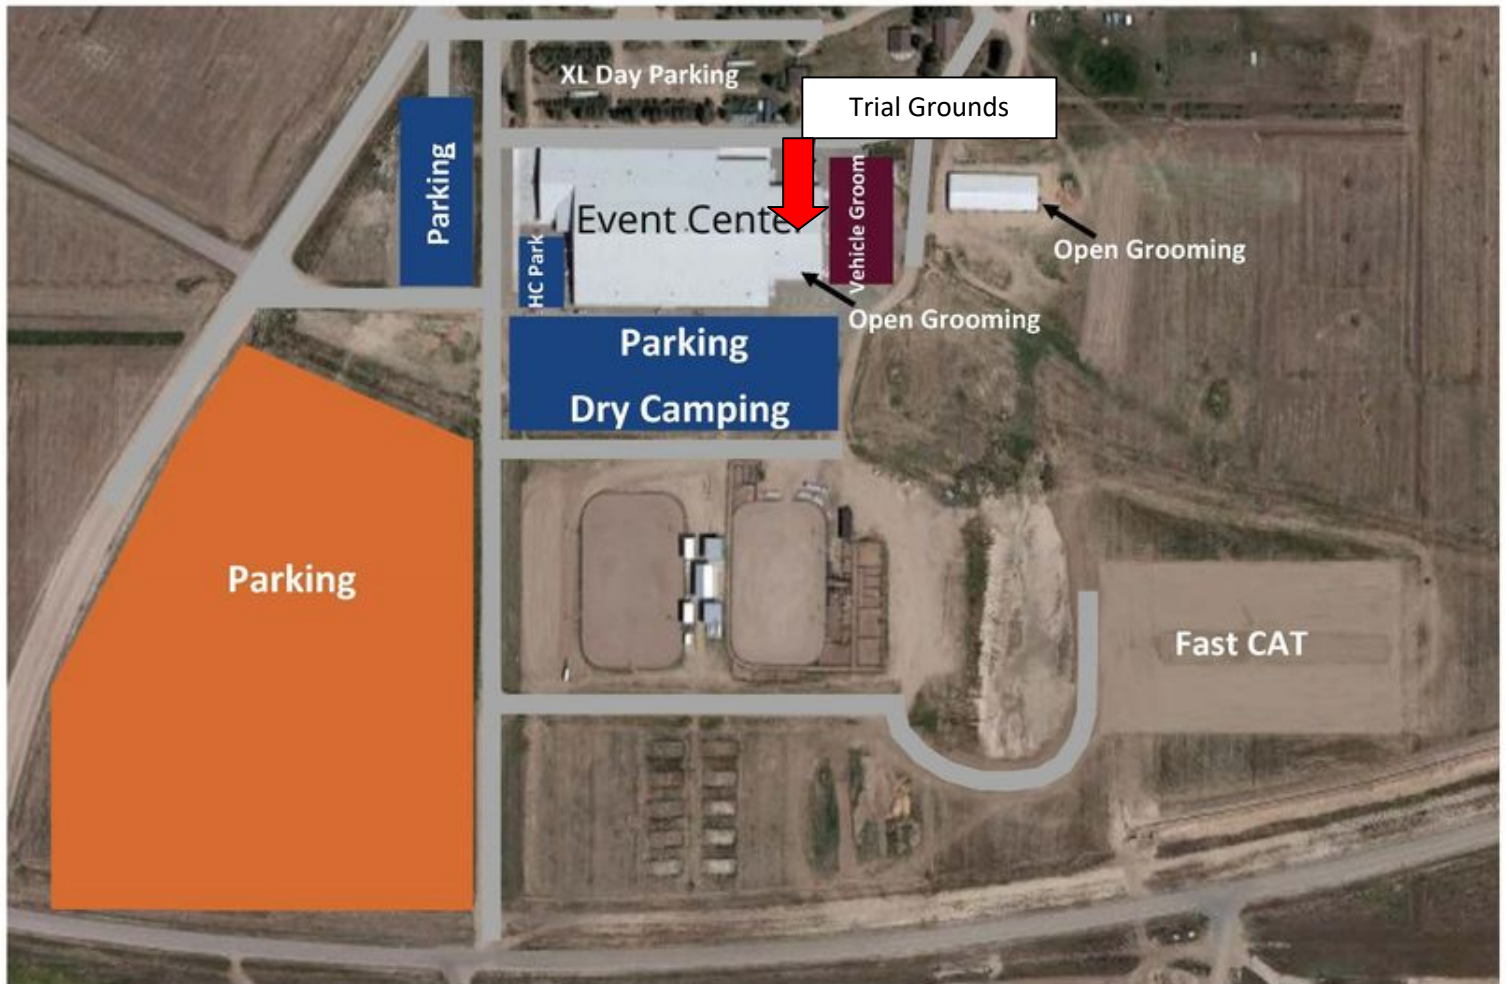 XL Day Parking
Trial Grounds
Parking
Event Center
Vehicle Groom
HC Park
Open Grooming
Open Grooming
Parking
Dry Camping
Parking
Fast CAT